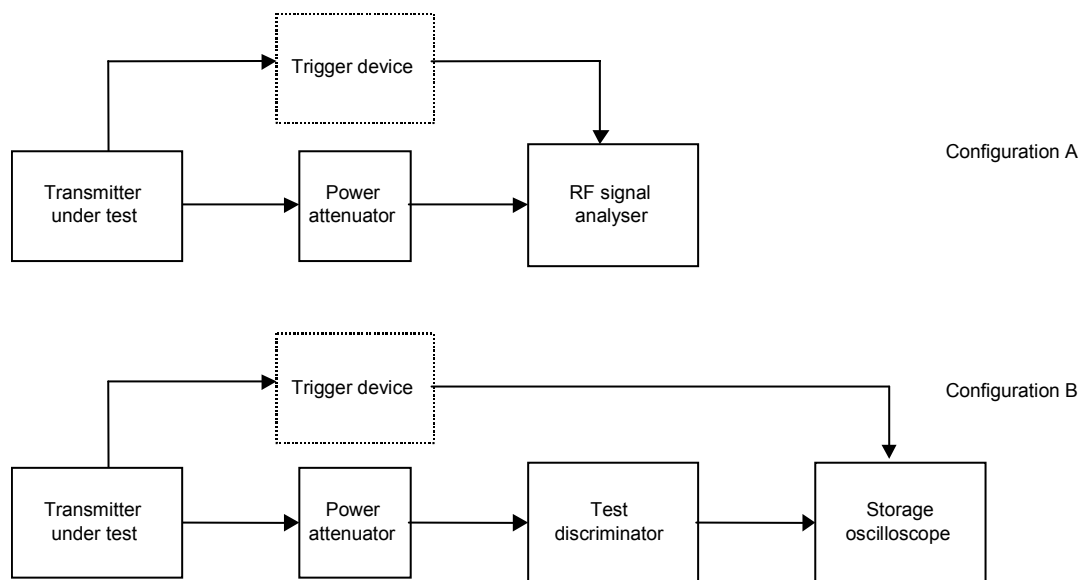 Trigger device
Configuration A
Transmitter
under test
Power
attenuator
RF signal
analyser
Trigger device
Configuration B
Transmitter
under test
Power
attenuator
Test
discriminator
Storage
oscilloscope